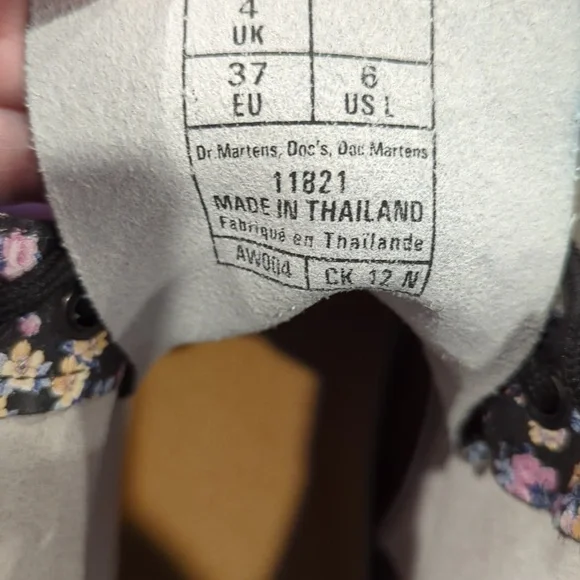 4
UK
37 6
EU US L
Dr.Martens, Doc's, Doc Martens
11821
MADE IN THAILAND
Fabriqué en Thaïlande
AW004 CK 12 N